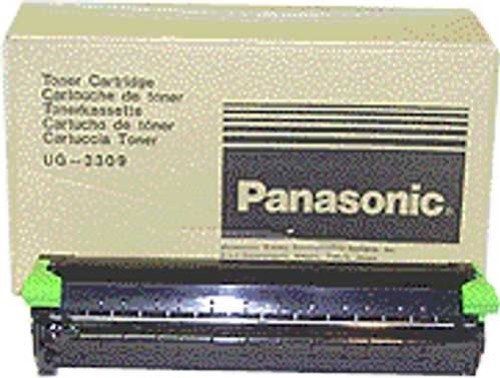 Toner Cartridge
Cartouche de toner
Tonerkassette
Cartucho de tóner
Cartuccia Toner
UG-3309
Panasonic